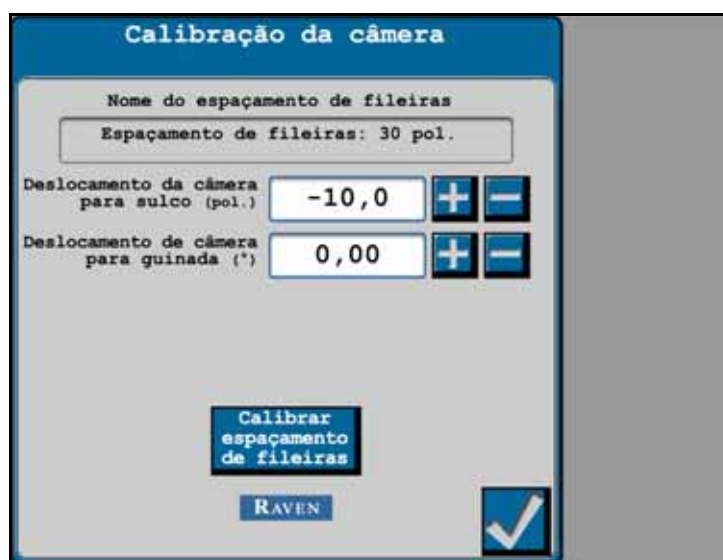 Calibração da câmera
Nome do espaçamento de fileiras
Espaçamento de fileiras: 30 pol.
Deslocamento da câmera
para sulco (pol.)
-10,0
Deslocamento de câmera
para guinada (°)
0,00
Calibrar
espaçamento
de fileiras
RAVEN